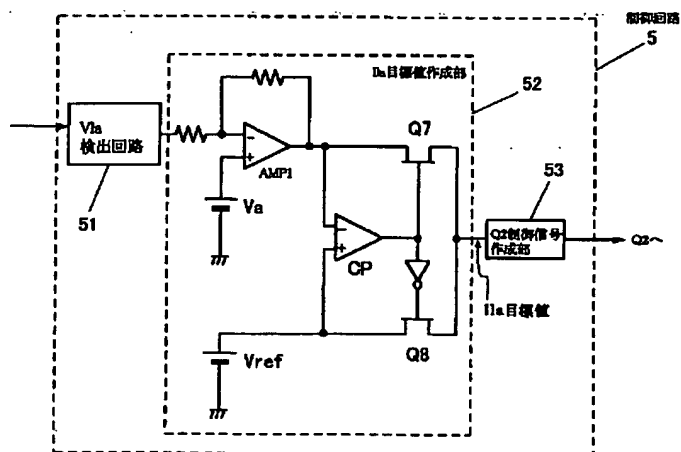 制御回路
5
Ila目標値作成部
52
Vla
検出回路
51
AMP1
Va
Q7
CP
53
Q2制御信号
作成部
Q2へ
Ila目標値
Q8
Vref